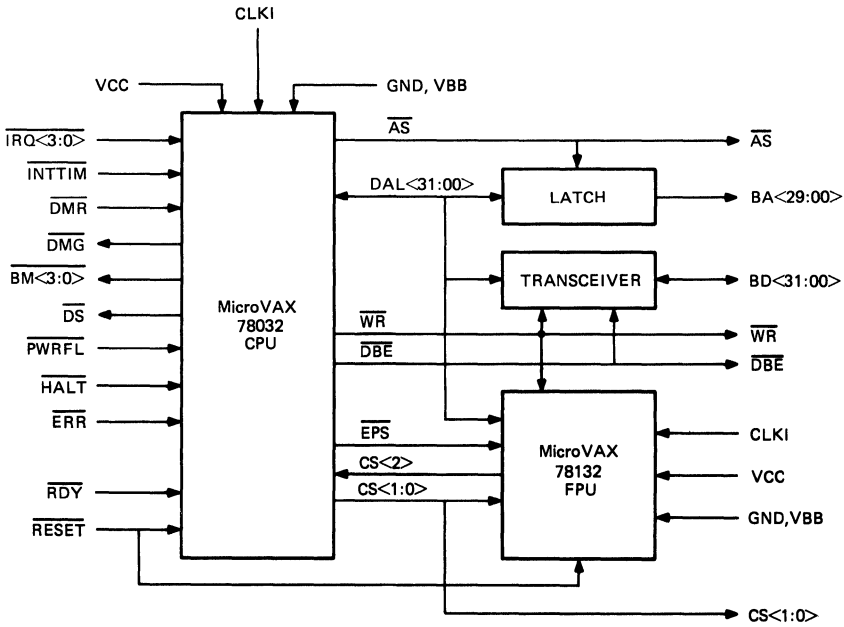 CLKI
VCC
GND, VBB
IRQ<3:0>
INTTIM
DMR
DMG
BM<3:0>
DS
PWRFL
HALT
ERR
RDY
RESET
MicroVAX
78032
CPU
AS
DAL<31:00>
WR
DBE
EPS
CS<2>
CS<1:0>
LATCH
TRANSCEIVER
MicroVAX
78132
FPU
AS
BA<29:00>
BD<31:00>
WR
DBE
CLKI
VCC
GND,VBB
CS<1:0>